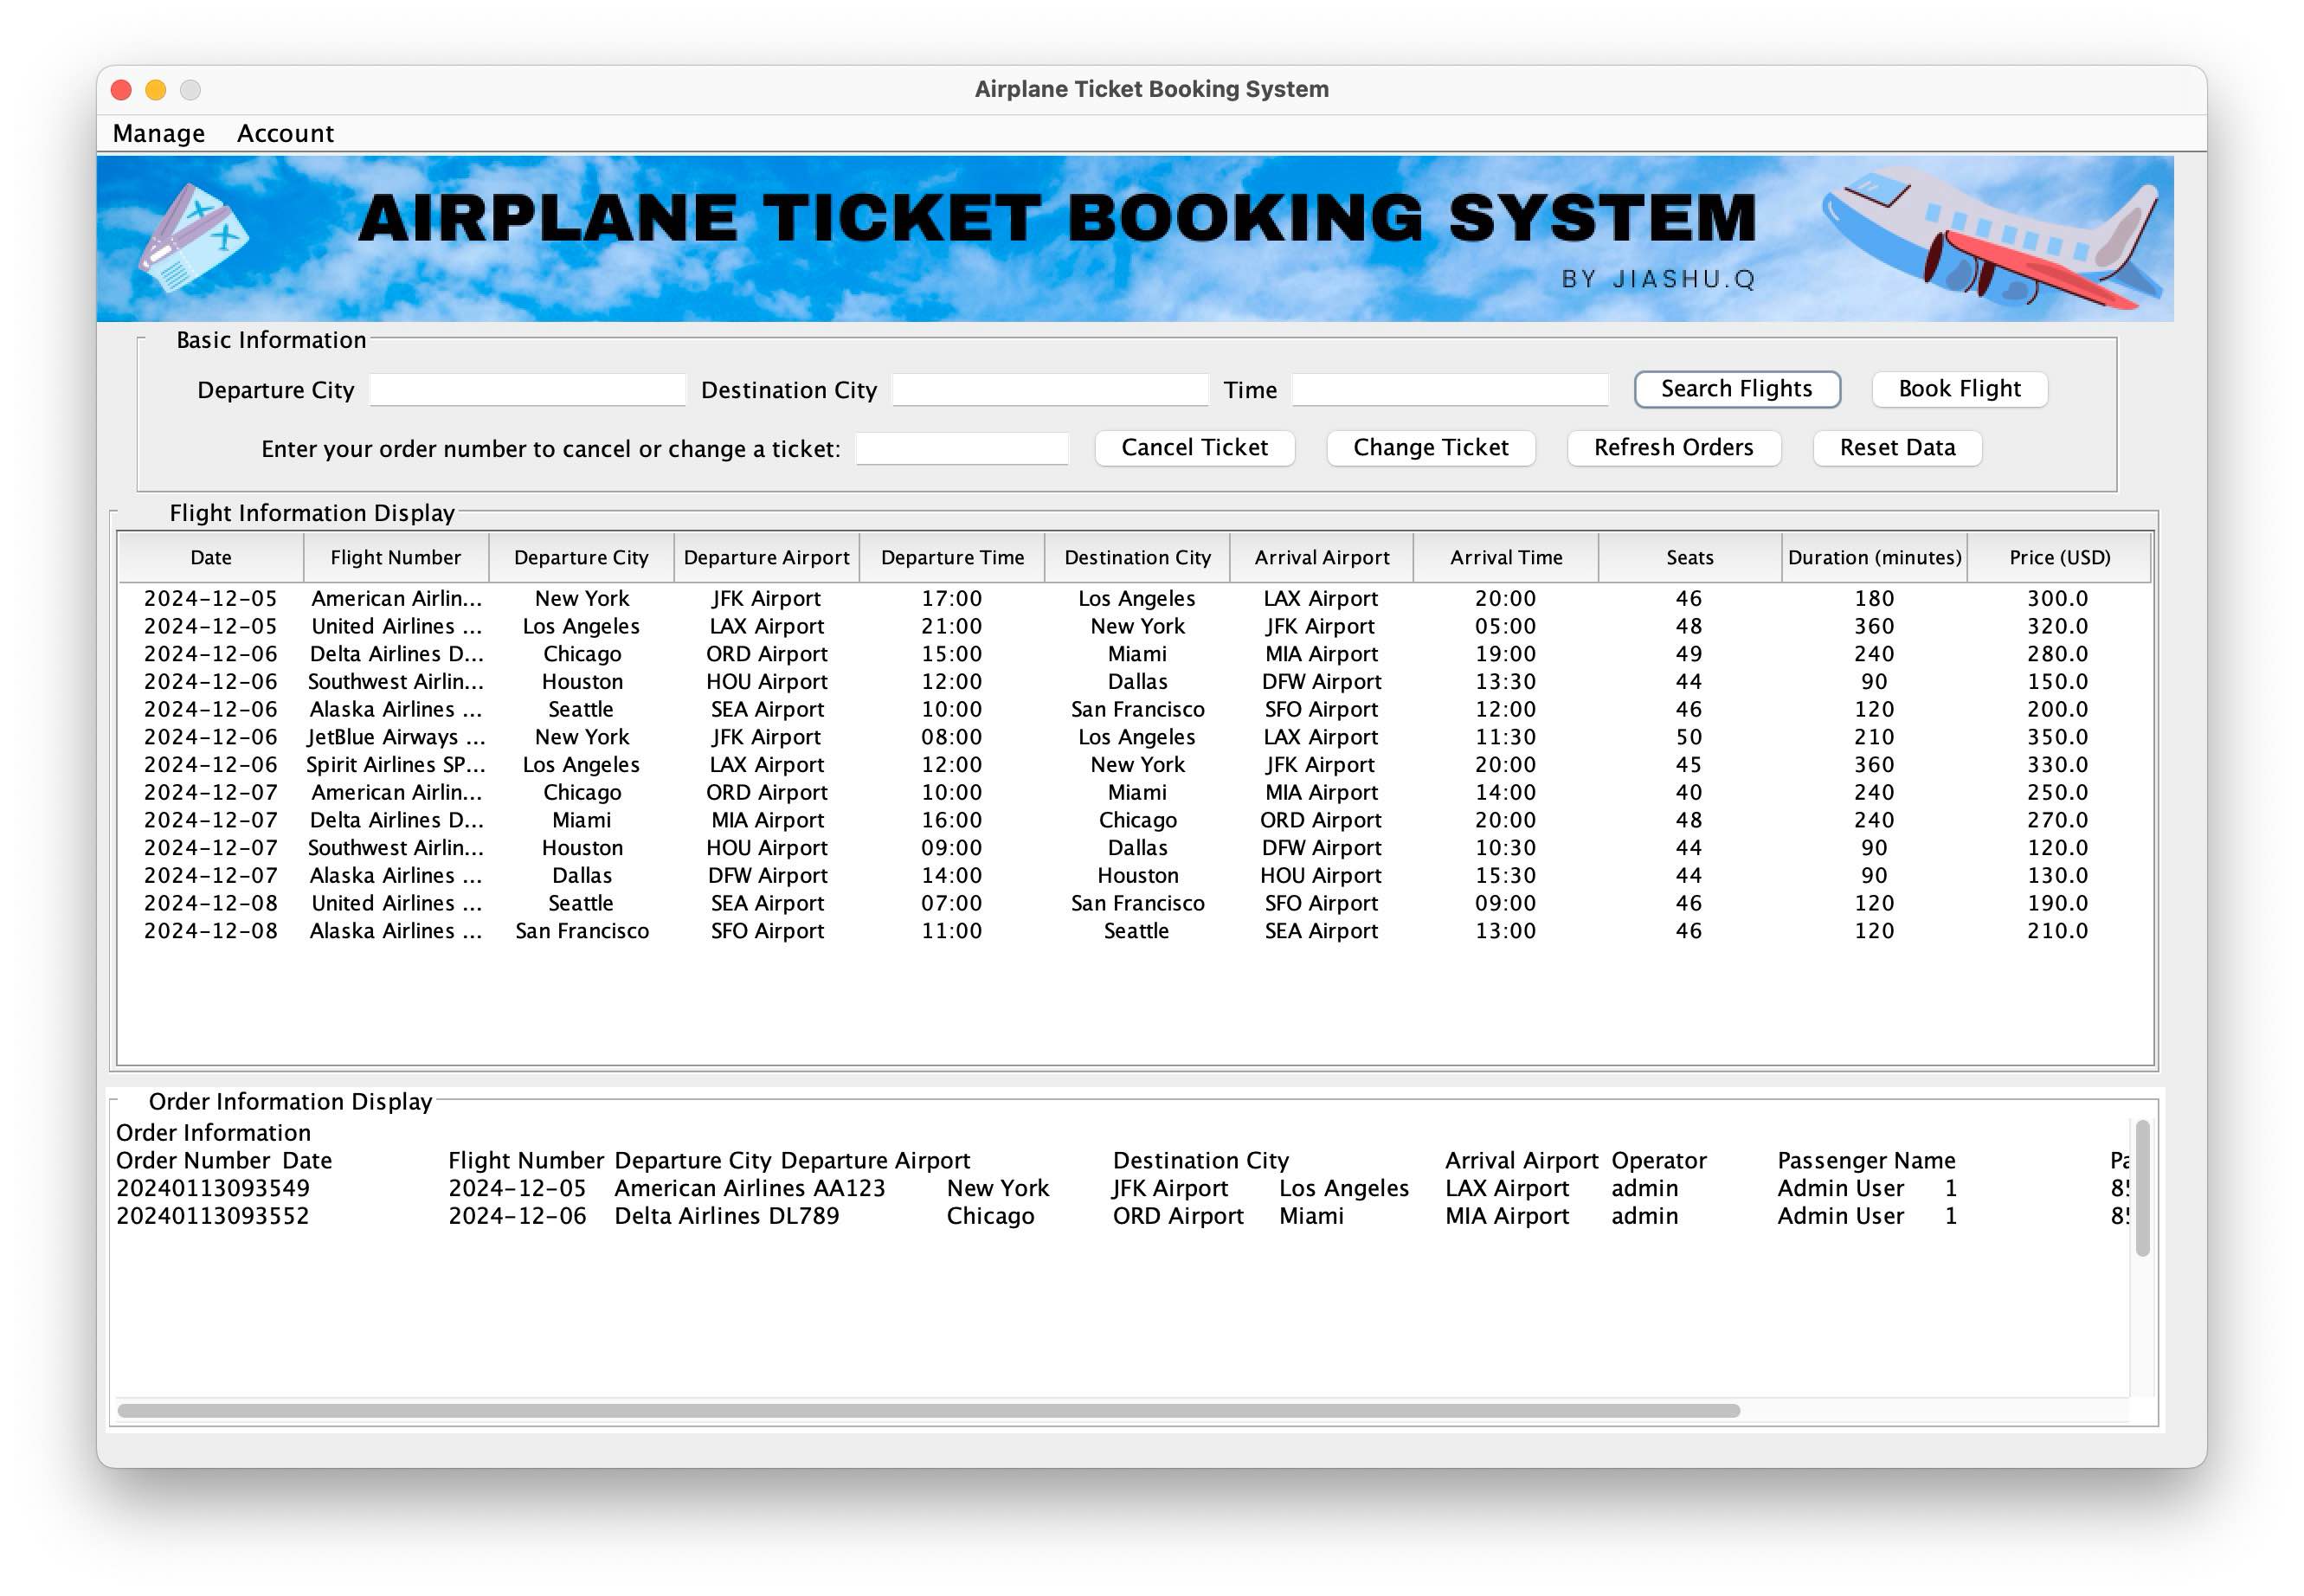 Airplane Ticket Booking System
Manage Account
AIRPLANE TICKET BOOKING SYSTEM
BY JIASHU.Q
Basic Information
Departure City Destination City Time Search Flights Book Flight
Enter your order number to cancel or change a ticket: Cancel Ticket Change Ticket Refresh Orders Reset Data
Flight Information Display
Date Flight Number Departure City Departure Airport Departure Time Destination City Arrival Airport Arrival Time Seats Duration (minutes) Price (USD)
2024-12-05 American Airlin... New York JFK Airport 17:00 Los Angeles LAX Airport 20:00 46 180 300.0
2024-12-05 United Airlines ... Los Angeles LAX Airport 21:00 New York JFK Airport 05:00 48 360 320.0
2024-12-06 Delta Airlines D... Chicago ORD Airport 15:00 Miami MIA Airport 19:00 49 240 280.0
2024-12-06 Southwest Airlin... Houston HOU Airport 12:00 Dallas DFW Airport 13:30 44 90 150.0
2024-12-06 Alaska Airlines ... Seattle SEA Airport 10:00 San Francisco SFO Airport 12:00 46 120 200.0
2024-12-06 JetBlue Airways ... New York JFK Airport 08:00 Los Angeles LAX Airport 11:30 50 210 350.0
2024-12-06 Spirit Airlines SP... Los Angeles LAX Airport 12:00 New York JFK Airport 20:00 45 360 330.0
2024-12-07 American Airlin... Chicago ORD Airport 10:00 Miami MIA Airport 14:00 40 240 250.0
2024-12-07 Delta Airlines D... Miami MIA Airport 16:00 Chicago ORD Airport 20:00 48 240 270.0
2024-12-07 Southwest Airlin... Houston HOU Airport 09:00 Dallas DFW Airport 10:30 44 90 120.0
2024-12-07 Alaska Airlines ... Dallas DFW Airport 14:00 Houston HOU Airport 15:30 44 90 130.0
2024-12-08 United Airlines ... Seattle SEA Airport 07:00 San Francisco SFO Airport 09:00 46 120 190.0
2024-12-08 Alaska Airlines ... San Francisco SFO Airport 11:00 Seattle SEA Airport 13:00 46 120 210.0
Order Information Display
Order Information
Order Number Date Flight Number Departure City Departure Airport Destination City Arrival Airport Operator Passenger Name
20240113093549 2024-12-05 American Airlines AA123 New York JFK Airport Los Angeles LAX Airport admin Admin User 1
20240113093552 2024-12-06 Delta Airlines DL789 Chicago ORD Airport Miami MIA Airport admin Admin User 1